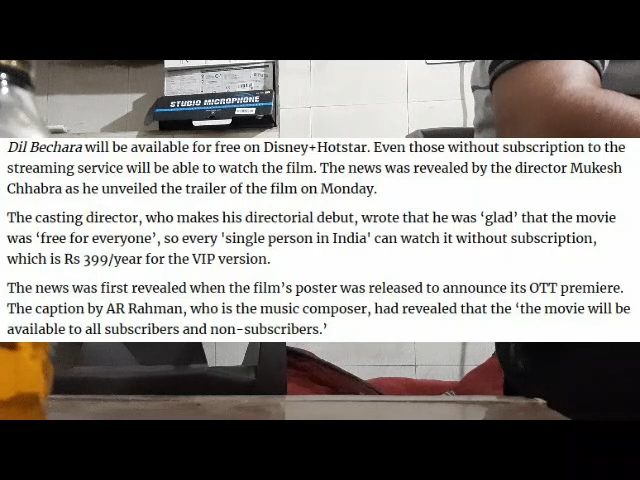 STUDIO MICROPHONE
Dil Bechara will be available for free on Disney+Hotstar. Even those without subscription to the
streaming service will be able to watch the film. The news was revealed by the director Mukesh
Chhabra as he unveiled the trailer of the film on Monday.
The casting director, who makes his directorial debut, wrote that he was ‘glad’ that the movie
was ‘free for everyone’, so every 'single person in India' can watch it without subscription,
which is Rs 399/year for the VIP version.
The news was first revealed when the film’s poster was released to announce its OTT premiere.
The caption by AR Rahman, who is the music composer, had revealed that the ‘the movie will be
available to all subscribers and non-subscribers.’